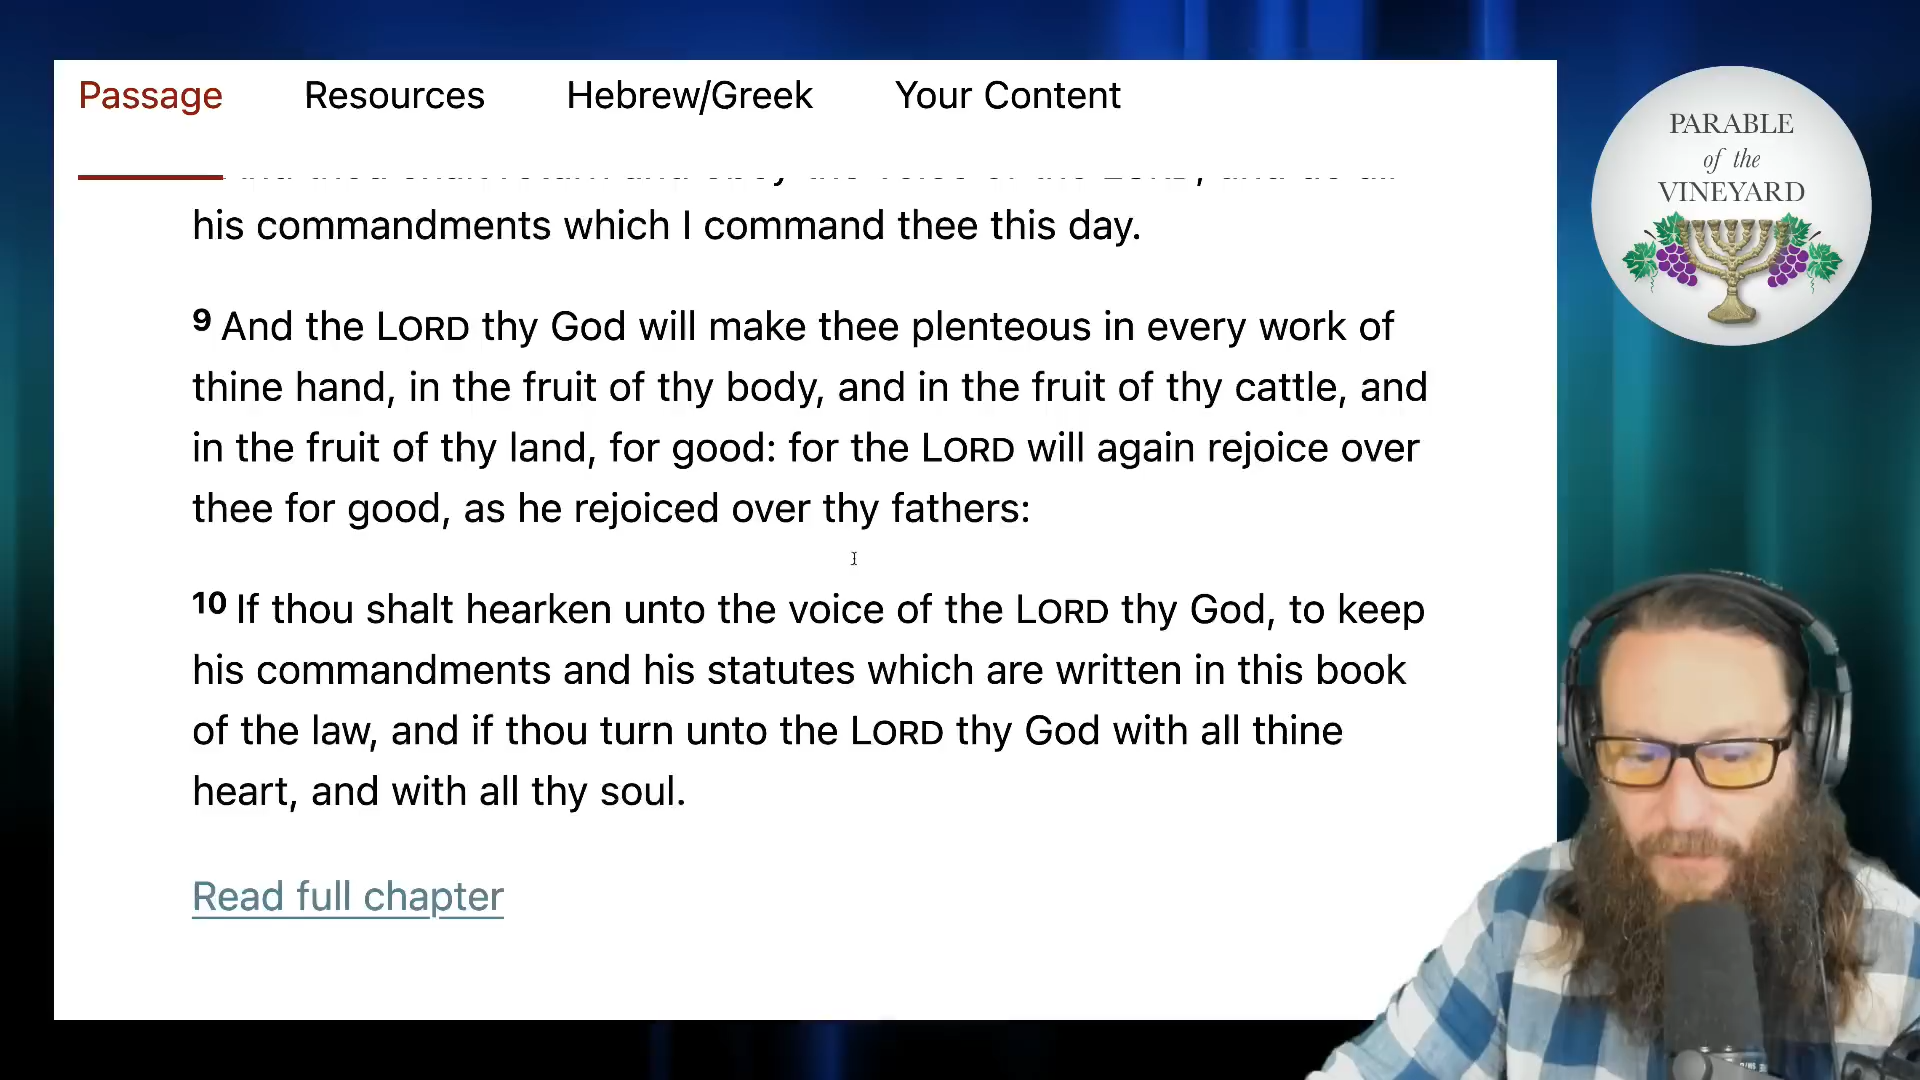 Passage Resources Hebrew/Greek Your Content
his commandments which I command thee this day.
9 And the LORD thy God will make thee plenteous in every work of
thine hand, in the fruit of thy body, and in the fruit of thy cattle, and
in the fruit of thy land, for good: for the LORD will again rejoice over
thee for good, as he rejoiced over thy fathers:
10 If thou shalt hearken unto the voice of the LORD thy God, to keep
his commandments and his statutes which are written in this book
of the law, and if thou turn unto the LORD thy God with all thine
heart, and with all thy soul.
Read full chapter
PARABLE
of the
VINEYARD